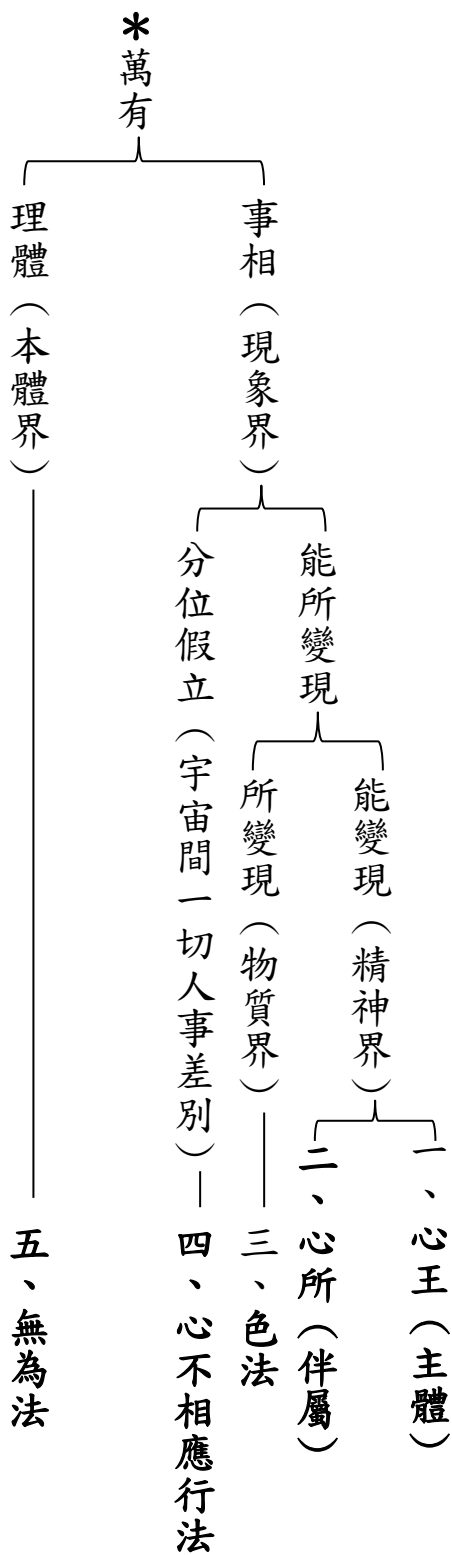 *萬有
事相（現象界）
能所變現
能變現（精神界）
一、心王（主體）
二、心所（伴屬）
所變現（物質界）
三、色法
分位假立（宇宙間一切人事差別）
四、心不相應行法
理體（本體界）
五、無為法